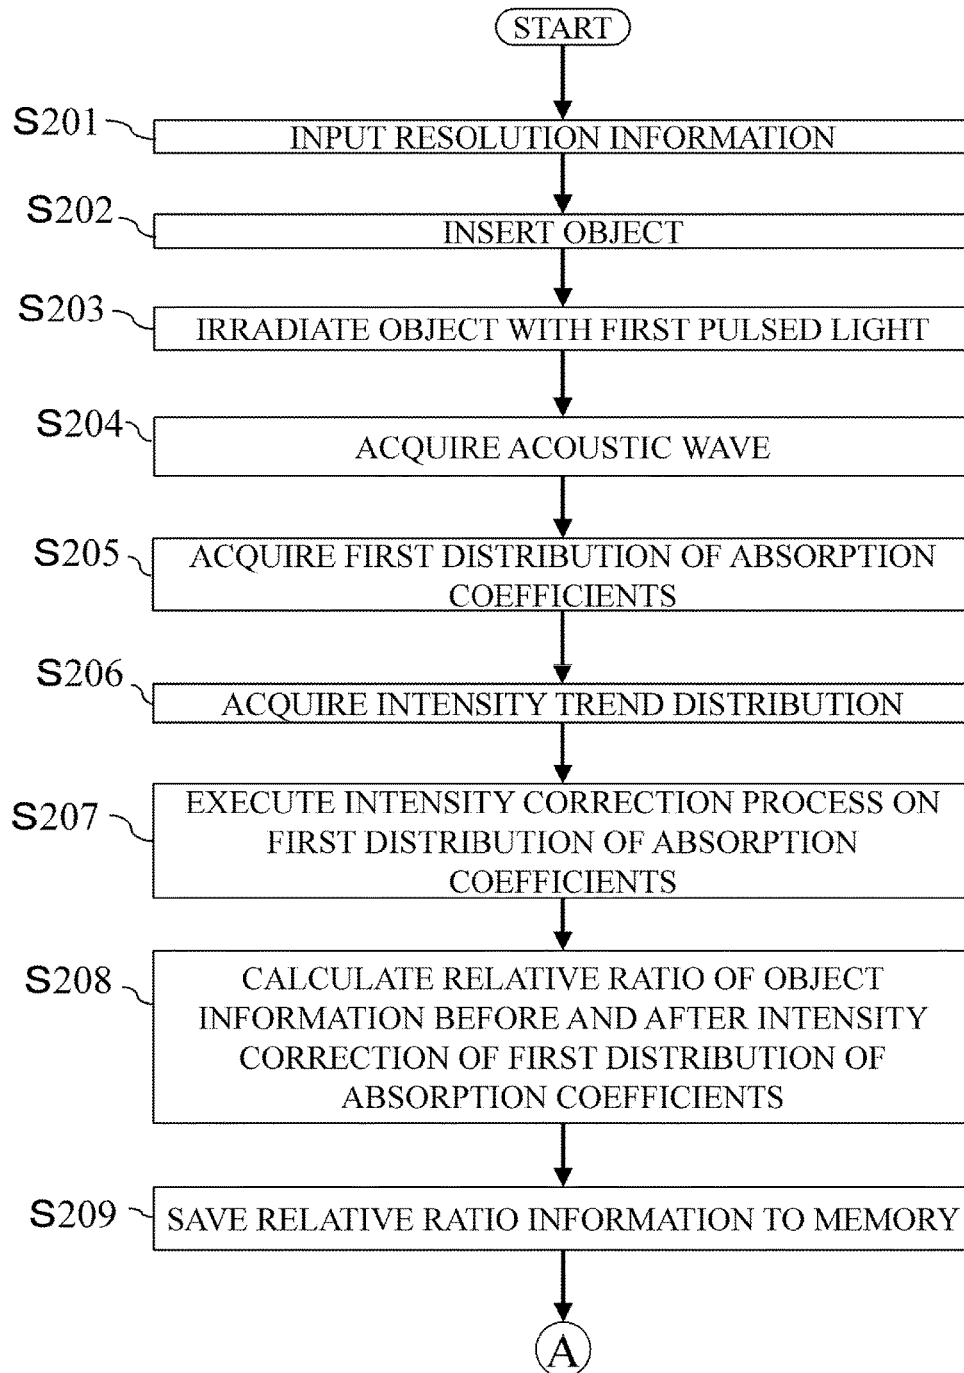 START
S201
INPUT RESOLUTION INFORMATION
S202
INSERT OBJECT
S203
IRRADIATE OBJECT WITH FIRST PULSED LIGHT
S204
ACQUIRE ACOUSTIC WAVE
S205
ACQUIRE FIRST DISTRIBUTION OF ABSORPTION
COEFFICIENTS
S206
ACQUIRE INTENSITY TREND DISTRIBUTION
S207
EXECUTE INTENSITY CORRECTION PROCESS ON
FIRST DISTRIBUTION OF ABSORPTION
COEFFICIENTS
S208
CALCULATE RELATIVE RATIO OF OBJECT
INFORMATION BEFORE AND AFTER INTENSITY
CORRECTION OF FIRST DISTRIBUTION OF
ABSORPTION COEFFICIENTS
S209
SAVE RELATIVE RATIO INFORMATION TO MEMORY
A